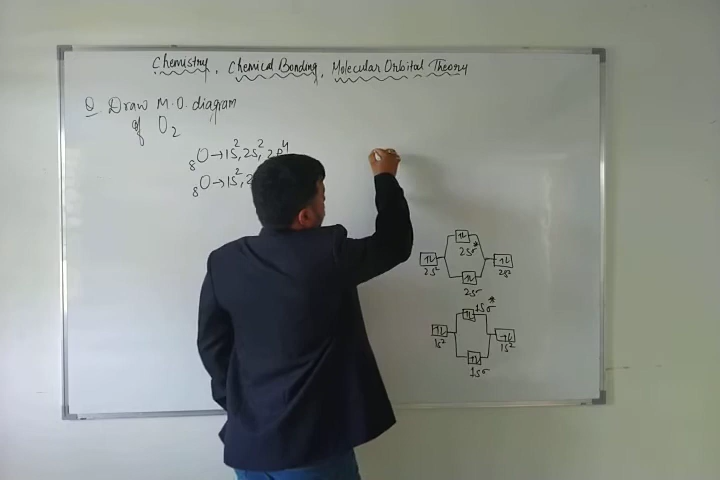 Chemistry, Chemical Bonding, Molecular Orbital Theory
Q. Draw M.O. diagram
of O₂
₈O→1S², 2S², 2P⁴
₈O→1S², 2
2Sσ*
2S² 2S²
2Sσ
1Sσ*
1S² 1S²
1Sσ